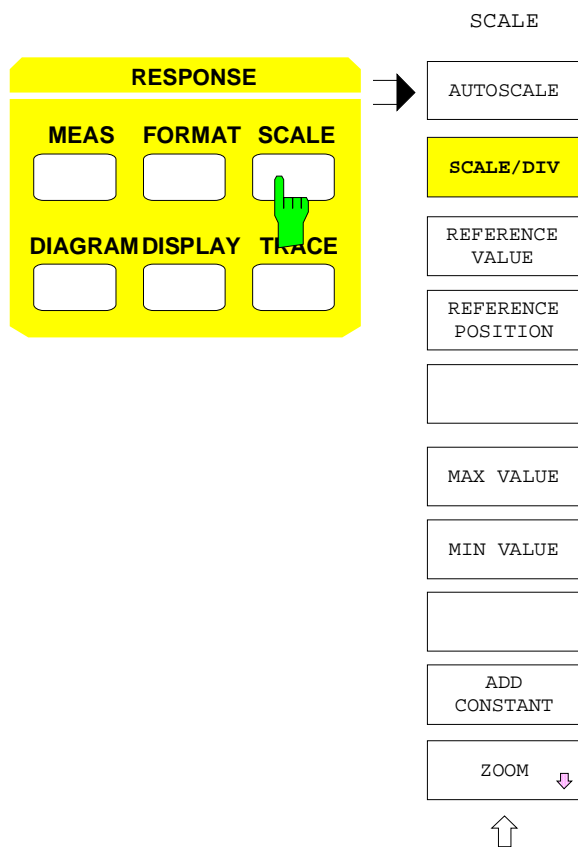 SCALE
RESPONSE
MEAS FORMAT SCALE
DIAGRAM DISPLAY TRACE
AUTOSCALE
SCALE/DIV
REFERENCE
VALUE
REFERENCE
POSITION
MAX VALUE
MIN VALUE
ADD
CONSTANT
ZOOM